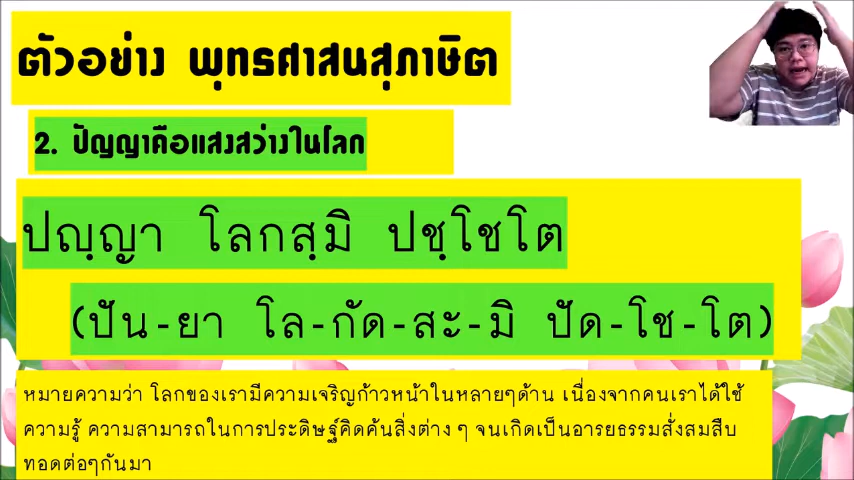 ตัวอย่าง พุทธศาสนสุภาษิต
2. ปัญญาคือแสงสว่างในโลก
ปญฺญา โลกสฺมิ ปชฺโชโต
(ปัน-ยา โล-กัด-สะ-มิ ปัด-โช-โต)
หมายความว่า โลกของเรามีความเจริญก้าวหน้าในหลายๆด้าน เนื่องจากคนเราได้ใช้
ความรู้ ความสามารถในการประดิษฐ์คิดค้นสิ่งต่าง ๆ จนเกิดเป็นอารยธรรมสั่งสมสืบ
ทอดต่อๆกันมา